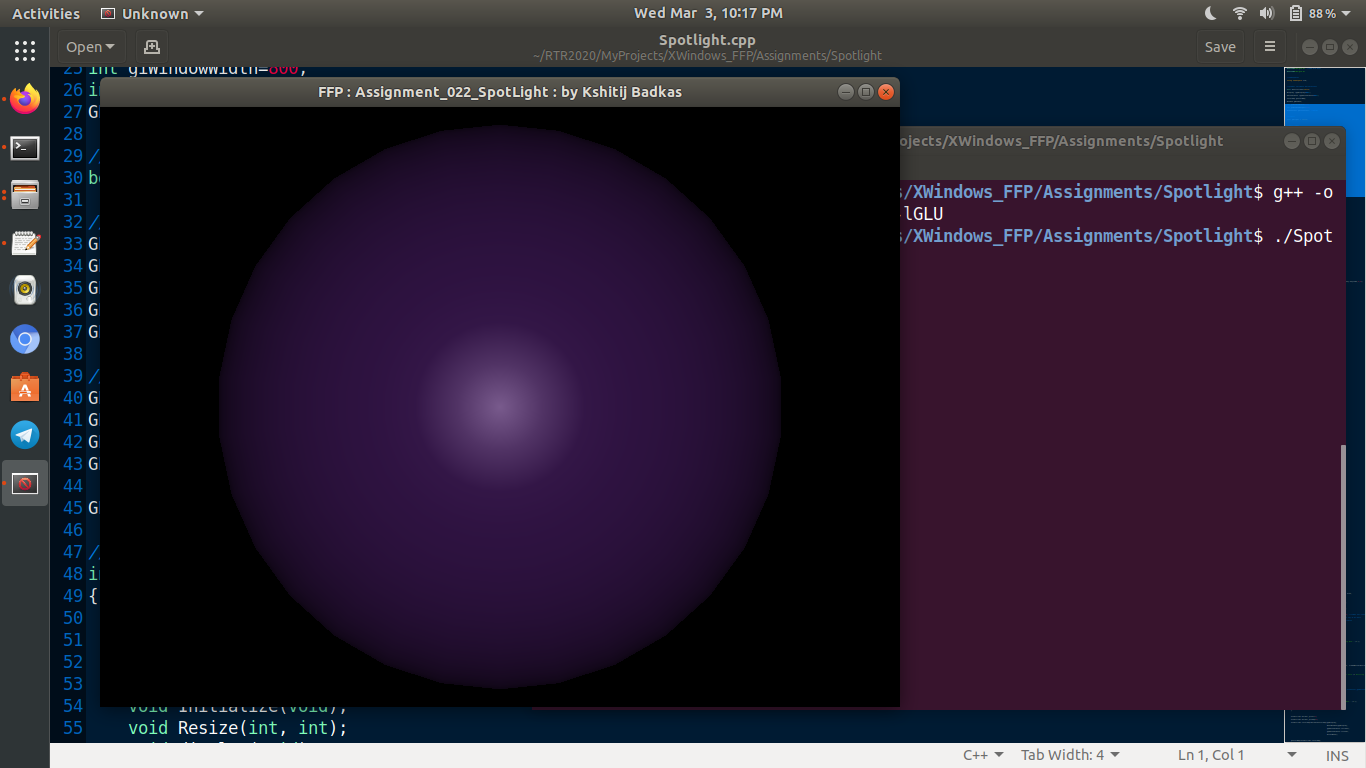 Activities Unknown Wed Mar 3, 10:17 PM 88%
Open Spotlight.cpp Save
~/RTR2020/MyProjects/XWindows_FFP/Assignments/Spotlight
25 int giWindowWidth=800;
26
FFP : Assignment_022_SpotLight : by Kshitij Badkas
27
28
ojects/XWindows_FFP/Assignments/Spotlight
29 //
30
31 s/XWindows_FFP/Assignments/Spotlight$ g++ -o
32 // -lGLU
33 s/XWindows_FFP/Assignments/Spotlight$ ./Spot
34
35
36
37
38
39 //
40
41
42
43
44
45
46
47 //
48
49 {
50
51
52
53
54 void Initialize(void);
55 void Resize(int, int);
C++ Tab Width: 4 Ln 1, Col 1 INS